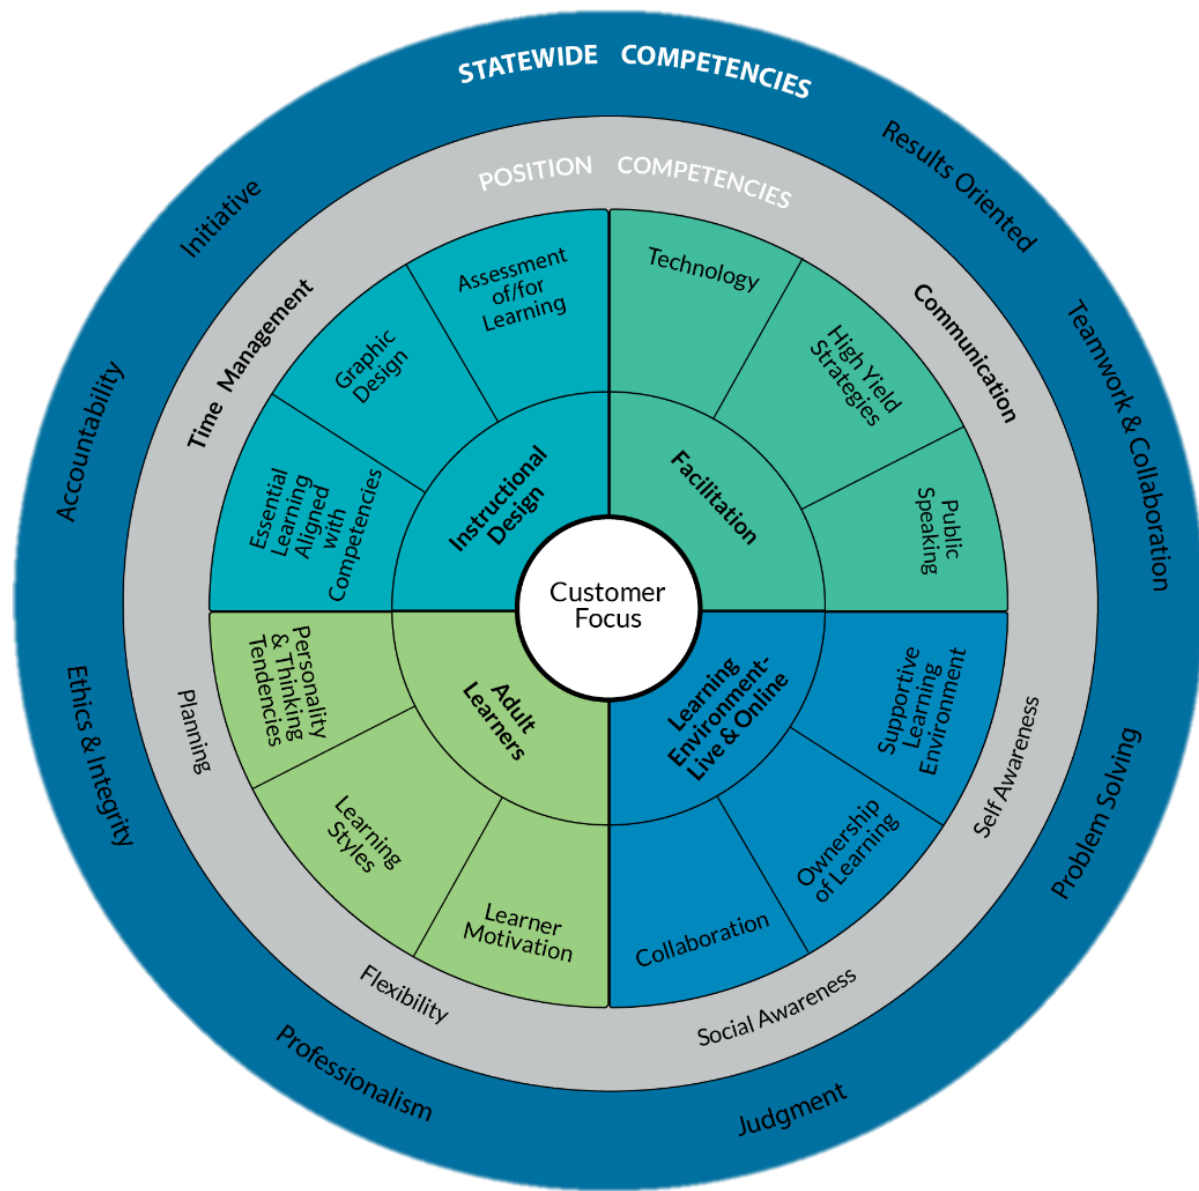 STATEWIDE COMPETENCIES
Results Oriented
Teamwork & Collaboration
Problem Solving
Judgment
Professionalism
Ethics & Integrity
Accountability
Initiative
POSITION COMPETENCIES
Communication
Self Awareness
Social Awareness
Flexibility
Planning
Time Management
Assessment
of/for
Learning
Graphic
Design
Essential
Learning
Aligned
with
Competencies
Instructional
Design
Technology
High Yield
Strategies
Public
Speaking
Facilitation
Customer
Focus
Personality
& Thinking
Tendencies
Learning
Styles
Learner
Motivation
Adult
Learners
Learning
Environment-
Live & Online
Supportive
Learning
Environment
Ownership
of Learning
Collaboration